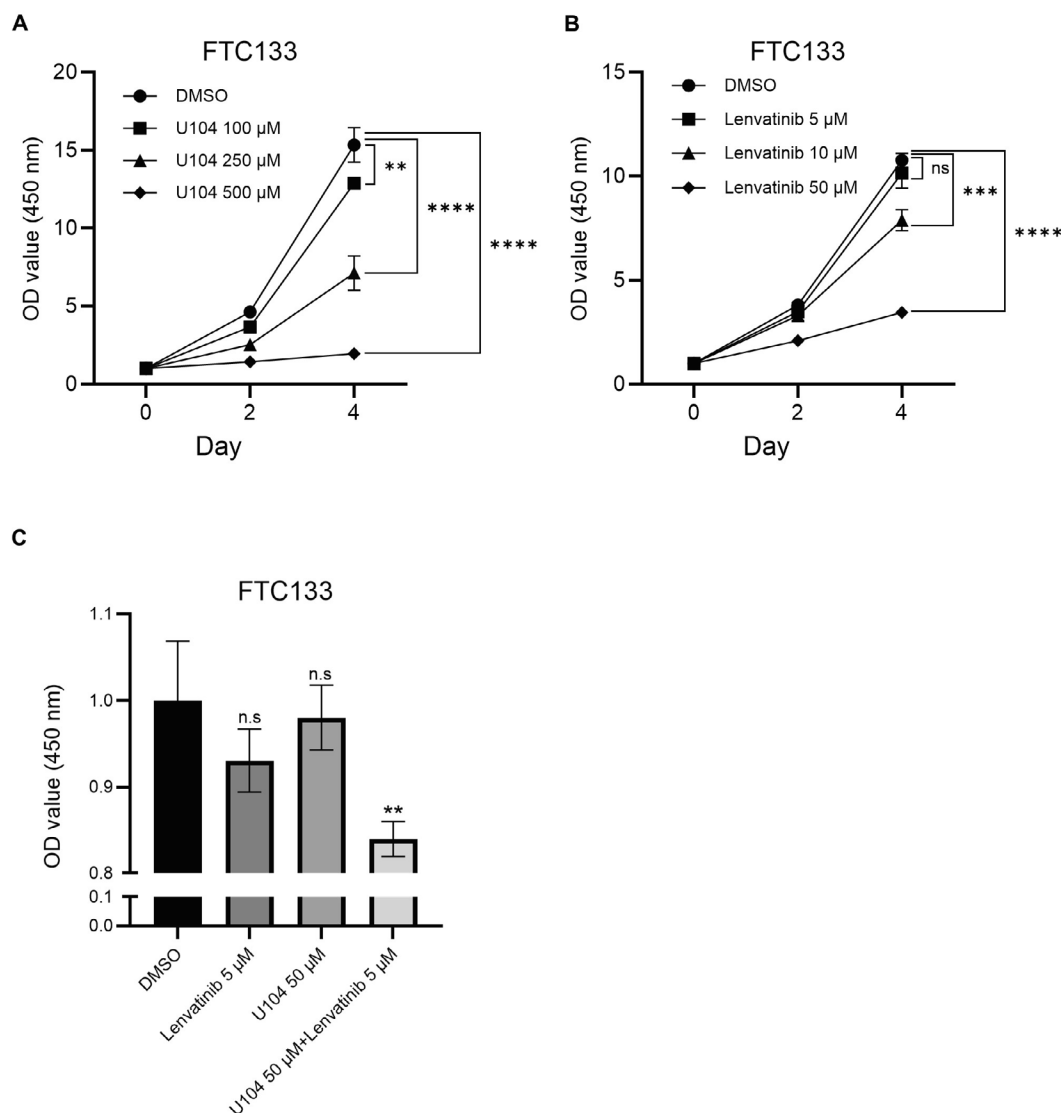 A
FTC133
OD value (450 nm)
20
15
10
5
0
DMSO
U104 100 µM
U104 250 µM
U104 500 µM
**
****
****
0 2 4
Day
B
FTC133
OD value (450 nm)
15
10
5
0
DMSO
Lenvatinib 5 µM
Lenvatinib 10 µM
Lenvatinib 50 µM
ns
***
****
0 2 4
Day
C
FTC133
OD value (450 nm)
1.1
1.0
0.9
0.8
0.1
0.0
n.s
n.s
**
DMSO
Lenvatinib 5 µM
U104 50 µM
U104 50 µM+Lenvatinib 5 µM